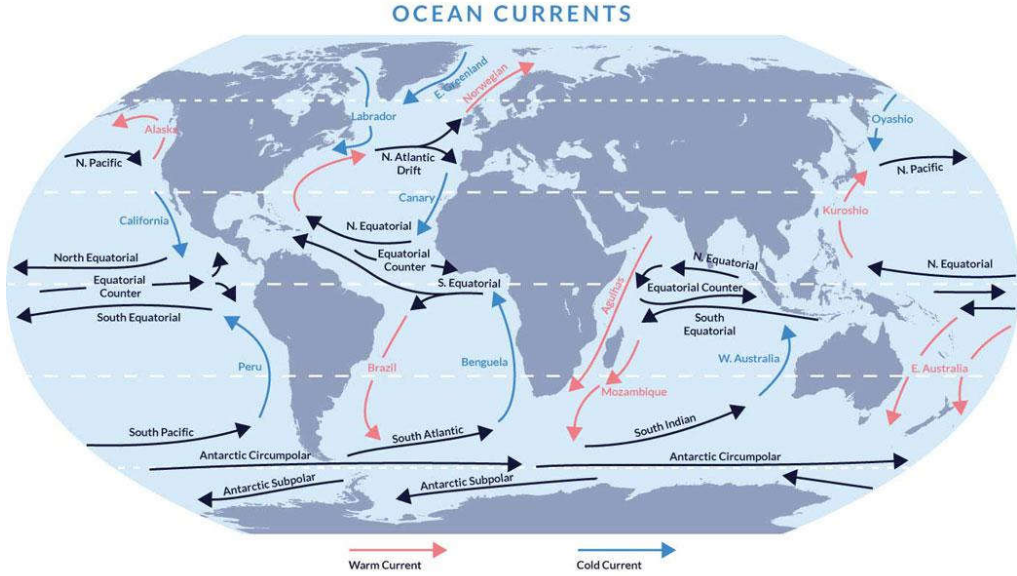 OCEAN CURRENTS
E. Greenland
Norwegian
Labrador
Alaska
Oyashio
N. Pacific
N. Atlantic
Drift
N. Pacific
Canary
California
Kuroshio
N. Equatorial
North Equatorial
Equatorial
Counter
N. Equatorial
N. Equatorial
Equatorial
Counter
S. Equatorial
Agulhas
Equatorial Counter
South Equatorial
South
Equatorial
Peru
Brazil
Benguela
W. Australia
E. Australia
Mozambique
South Pacific
South Atlantic
South Indian
Antarctic Circumpolar
Antarctic Circumpolar
Antarctic Subpolar
Antarctic Subpolar
Warm Current
Cold Current